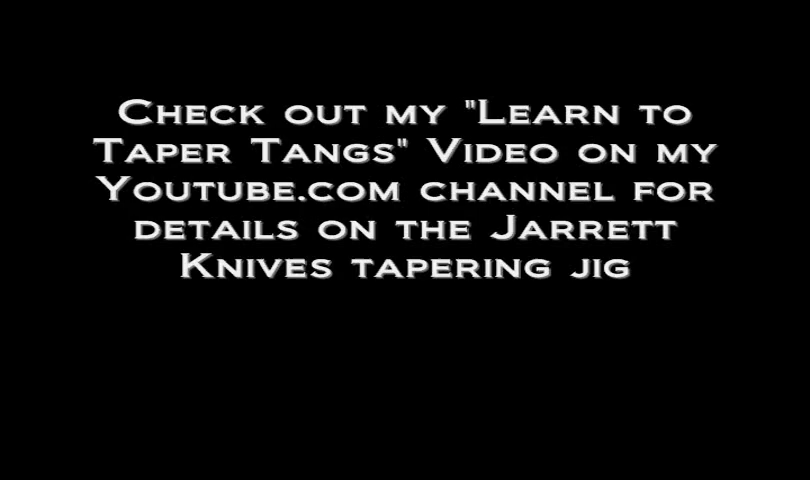 Check out my "Learn to
Taper Tangs" Video on my
Youtube.com channel for
details on the Jarrett
Knives tapering jig